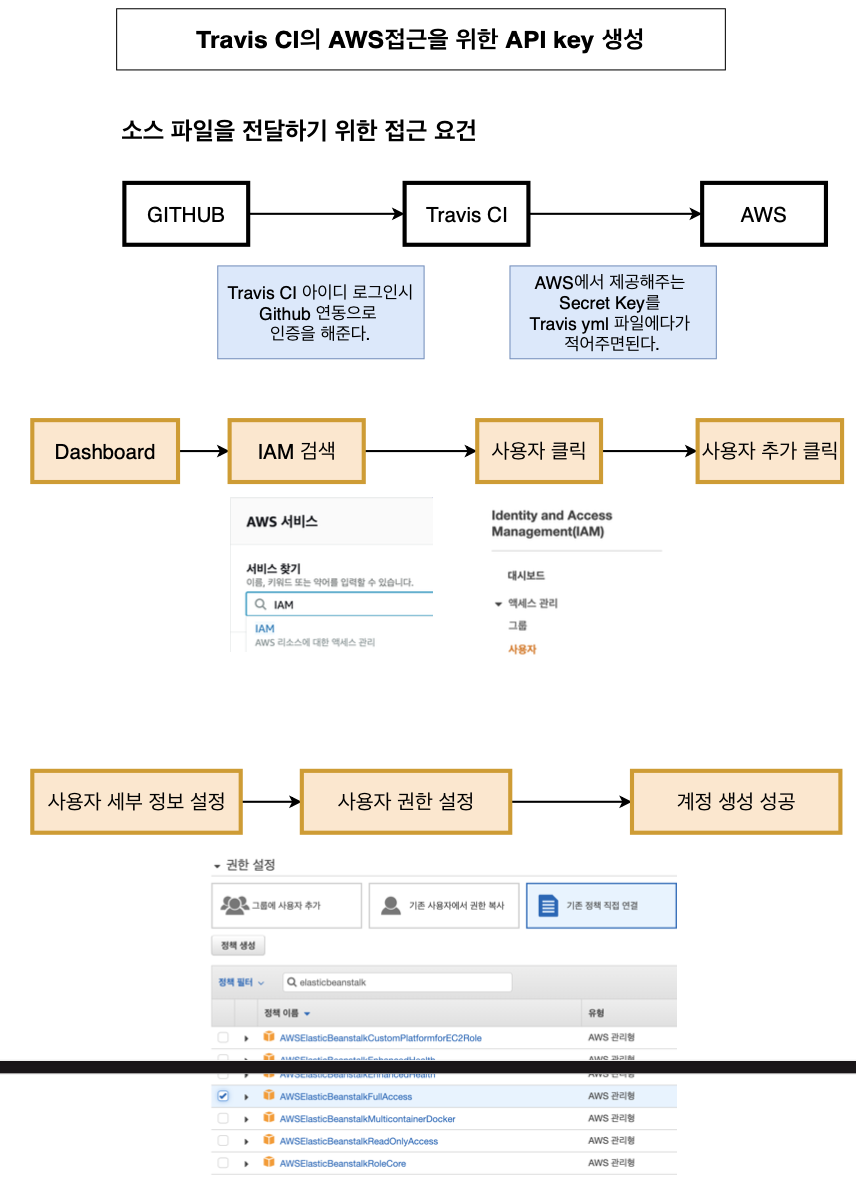 Travis CI의 AWS접근을 위한 API key 생성
소스 파일을 전달하기 위한 접근 요건
GITHUB
Travis CI
AWS
Travis CI 아이디 로그인시
Github 연동으로
인증을 해준다.
AWS에서 제공해주는
Secret Key를
Travis yml 파일에다가
적어주면된다.
Dashboard
IAM 검색
사용자 클릭
사용자 추가 클릭
AWS 서비스
서비스 찾기
이름, 키워드 또는 약어를 입력할 수 있습니다.
IAM
IAM
AWS 리소스에 대한 액세스 관리
Identity and Access
Management(IAM)
대시보드
액세스 관리
그룹
사용자
사용자 세부 정보 설정
사용자 권한 설정
계정 생성 성공
권한 설정
그룹에 사용자 추가
기존 사용자에서 권한 복사
기존 정책 직접 연결
정책 생성
정책 필터
elasticbeanstalk
정책 이름
유형
AWSElasticBeanstalkCustomPlatformforEC2Role AWS 관리형
AWSElasticBeanstalkEnhancedHealth AWS 관리형
AWSElasticBeanstalkEnhancedHealth AWS 관리형
AWSElasticBeanstalkFullAccess AWS 관리형
AWSElasticBeanstalkMulticontainerDocker AWS 관리형
AWSElasticBeanstalkReadOnlyAccess AWS 관리형
AWSElasticBeanstalkRoleCore AWS 관리형